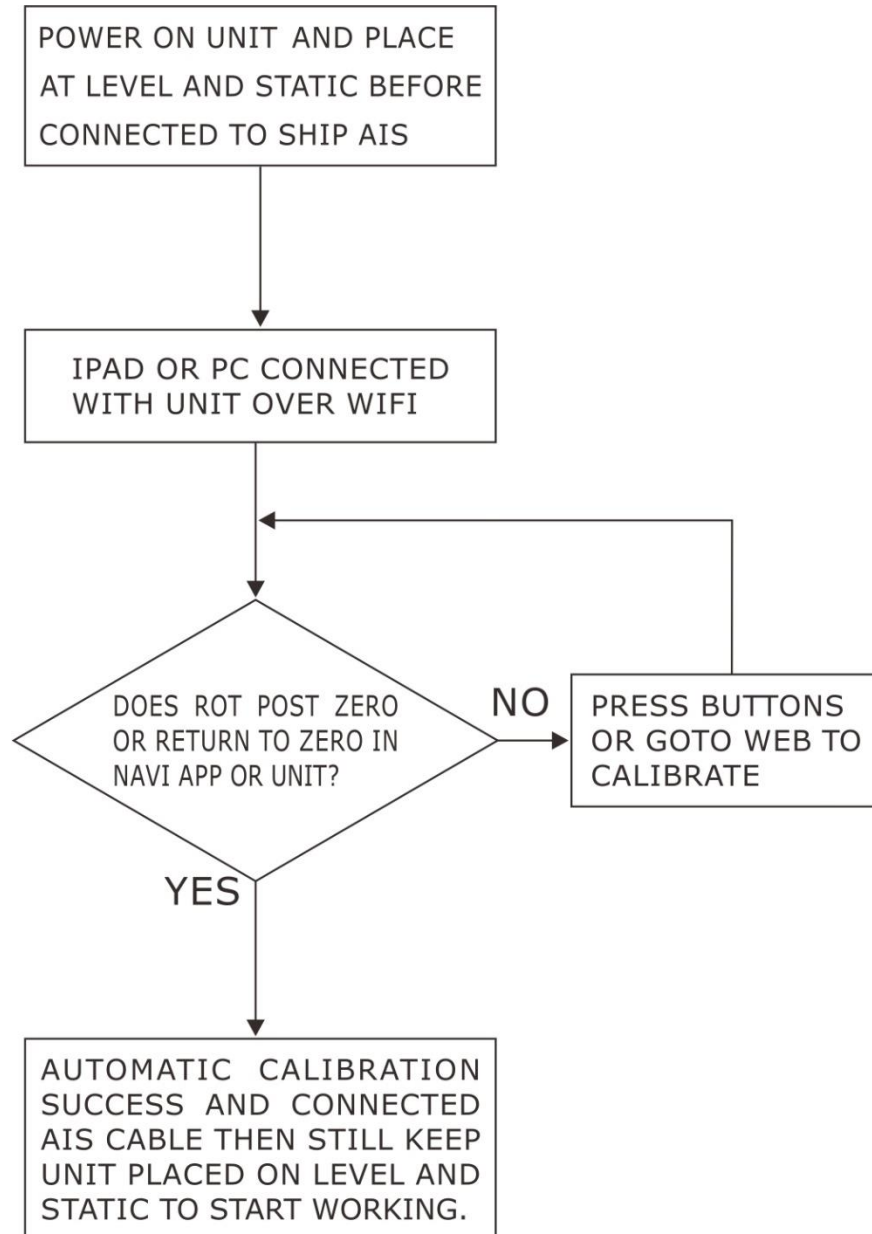 POWER ON UNIT AND PLACE
AT LEVEL AND STATIC BEFORE
CONNECTED TO SHIP AIS
IPAD OR PC CONNECTED
WITH UNIT OVER WIFI
DOES ROT POST ZERO
OR RETURN TO ZERO IN
NAVI APP OR UNIT?
NO
PRESS BUTTONS
OR GOTO WEB TO
CALIBRATE
YES
AUTOMATIC CALIBRATION
SUCCESS AND CONNECTED
AIS CABLE THEN STILL KEEP
UNIT PLACED ON LEVEL AND
STATIC TO START WORKING.